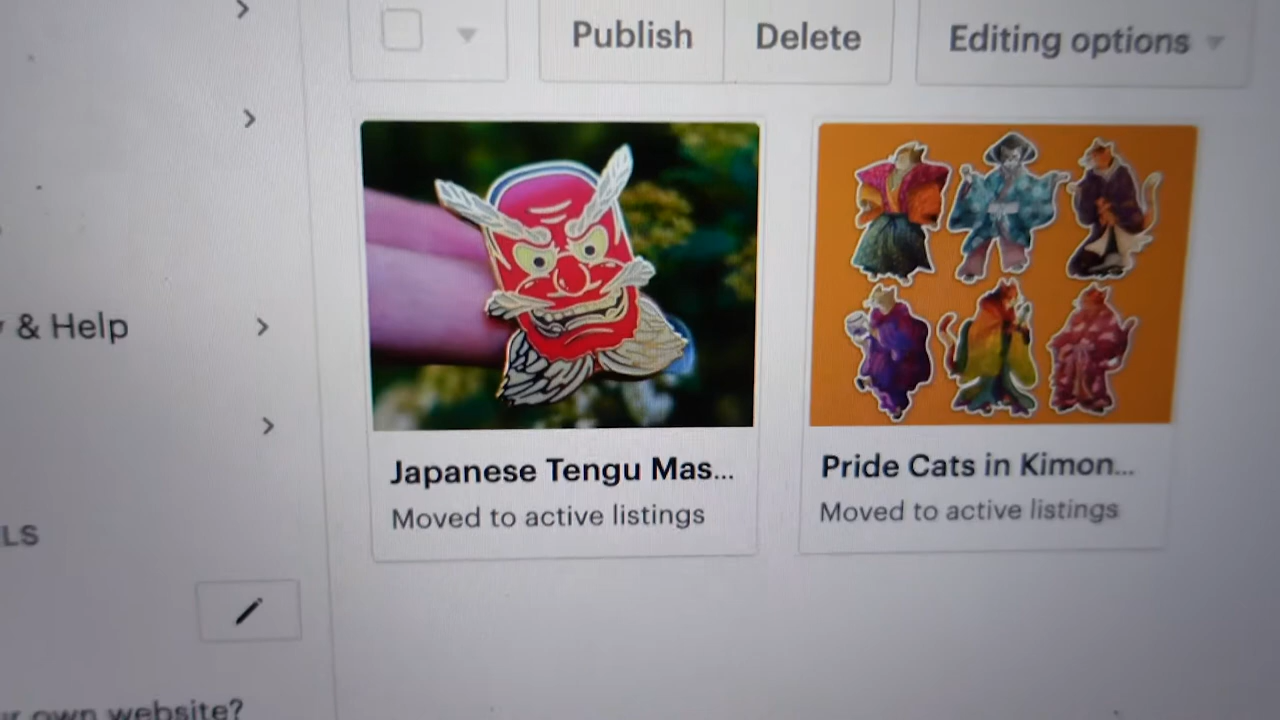 Publish
Delete
Editing options
& Help
LS
own website?
Japanese Tengu Mas...
Moved to active listings
Pride Cats in Kimon...
Moved to active listings